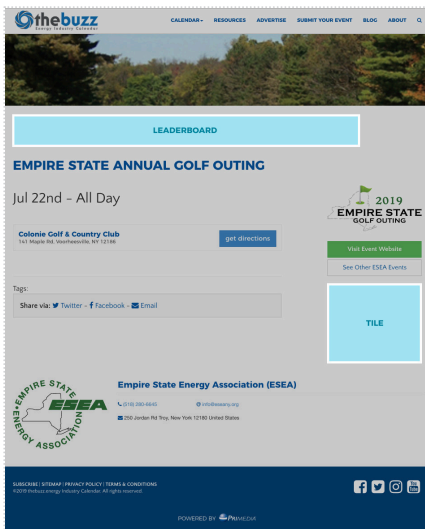 thebuzz
Energy Industry Calendar
CALENDAR RESOURCES ADVERTISE SUBMIT YOUR EVENT BLOG ABOUT
LEADERBOARD
EMPIRE STATE ANNUAL GOLF OUTING
Jul 22nd – All Day
2019
EMPIRE STATE
GOLF OUTING
Colonie Golf & Country Club
141 Maple Rd, Voorheesville, NY 12186
get directions
Visit Event Website
See Other ESEA Events
Tags:
Share via: Twitter - Facebook - Email
TILE
EMPIRE STATE
ENERGY ASSOCIATION
ESEA
Empire State Energy Association (ESEA)
info@eseany.org
250 Jordan Rd Troy, New York 12180 United States
SUBSCRIBE | SITEMAP | PRIVACY POLICY | TERMS & CONDITIONS
©2019 thebuzz.energy Industry Calendar. All rights reserved.
You
Tube
POWERED BY PRIMEDIA